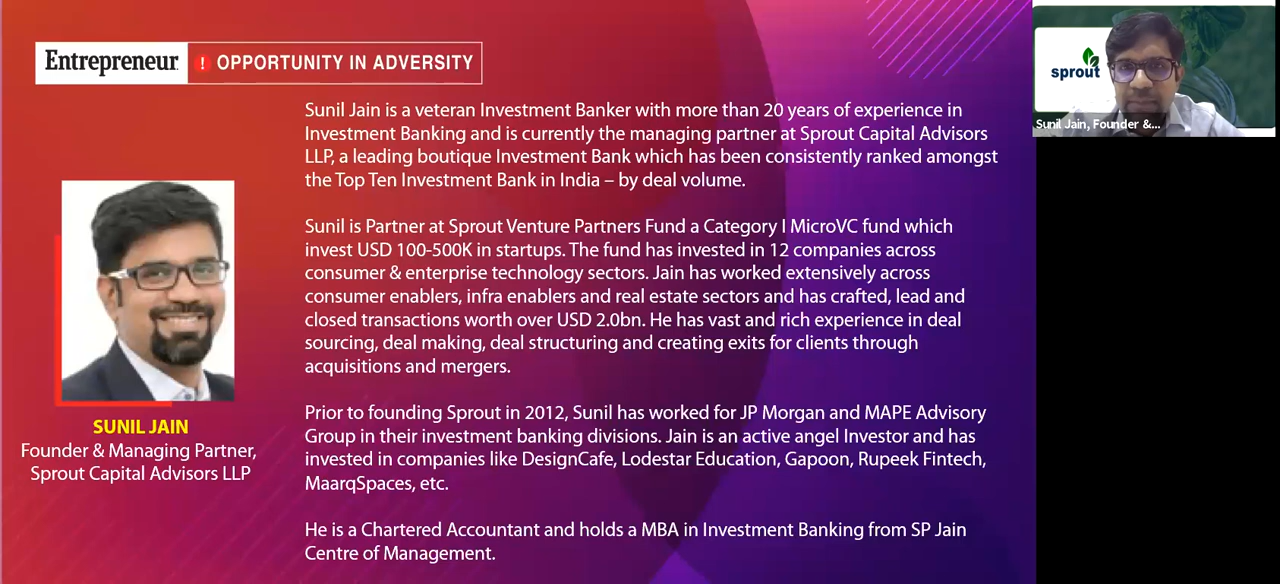 Entrepreneur
! OPPORTUNITY IN ADVERSITY
sprout
Sunil Jain, Founder &...
Sunil Jain is a veteran Investment Banker with more than 20 years of experience in
Investment Banking and is currently the managing partner at Sprout Capital Advisors
LLP, a leading boutique Investment Bank which has been consistently ranked amongst
the Top Ten Investment Bank in India – by deal volume.
Sunil is Partner at Sprout Venture Partners Fund a Category I MicroVC fund which
invest USD 100-500K in startups. The fund has invested in 12 companies across
consumer & enterprise technology sectors. Jain has worked extensively across
consumer enablers, infra enablers and real estate sectors and has crafted, lead and
closed transactions worth over USD 2.0bn. He has vast and rich experience in deal
sourcing, deal making, deal structuring and creating exits for clients through
acquisitions and mergers.
Prior to founding Sprout in 2012, Sunil has worked for JP Morgan and MAPE Advisory
Group in their investment banking divisions. Jain is an active angel Investor and has
invested in companies like DesignCafe, Lodestar Education, Gapoon, Rupeek Fintech,
MaarqSpaces, etc.
He is a Chartered Accountant and holds a MBA in Investment Banking from SP Jain
Centre of Management.
SUNIL JAIN
Founder & Managing Partner,
Sprout Capital Advisors LLP